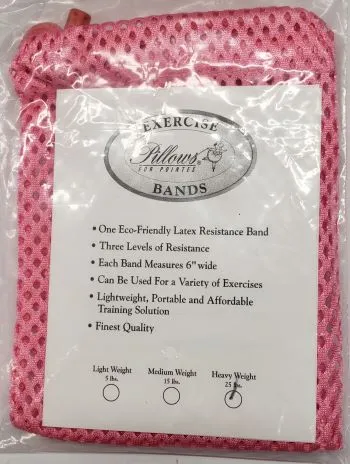 EXERCISE
Pillows®
FOR POINTES
BANDS
• One Eco-Friendly Latex Resistance Band
• Three Levels of Resistance
• Each Band Measures 6" wide
• Can Be Used For a Variety of Exercises
• Lightweight, Portable and Affordable
Training Solution
• Finest Quality
Light Weight Medium Weight Heavy Weight
5 lbs. 15 lbs. 25 lbs.